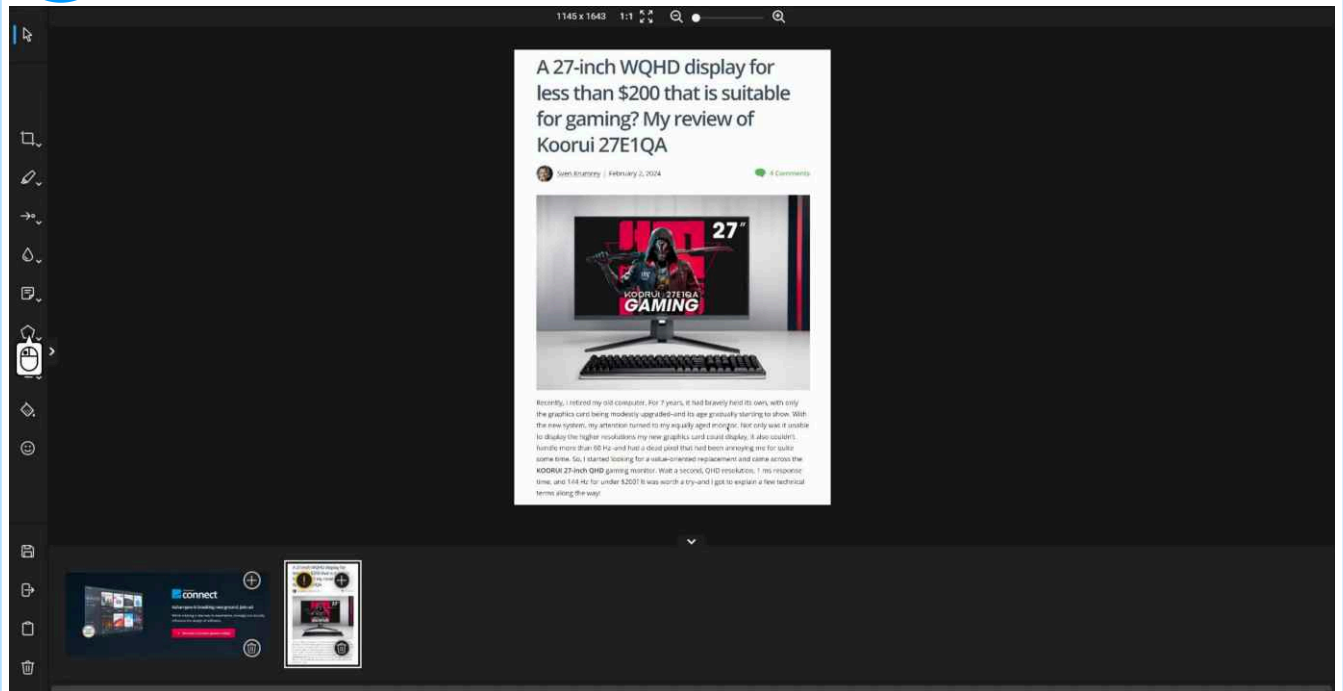 1145 x 1643 1:1
A 27-inch WQHD display for
less than $200 that is suitable
for gaming? My review of
Koorui 27E1QA
Sven Krumrey | February 2, 2024 4 Comments
27"
KOORUI 27E1QA
GAMING
Recently, I retired my old computer. For 7 years, it had bravely held its own, with only
the graphics card being modestly upgraded–and its age gradually starting to show. With
the new system, my attention turned to my equally aged monitor. Not only was it unable
to display the higher resolutions my new graphics card could display, it also couldn't
handle more than 60 Hz–and had a dead pixel that had been annoying me for quite
some time. So, I started looking for a value-oriented replacement and came across the
KOORUI 27-inch QHD gaming monitor. Wait a second, QHD resolution, 1 ms response
time, and 144 Hz for under $200? It was worth a try–and I got to explain a few technical
terms along the way!
connect